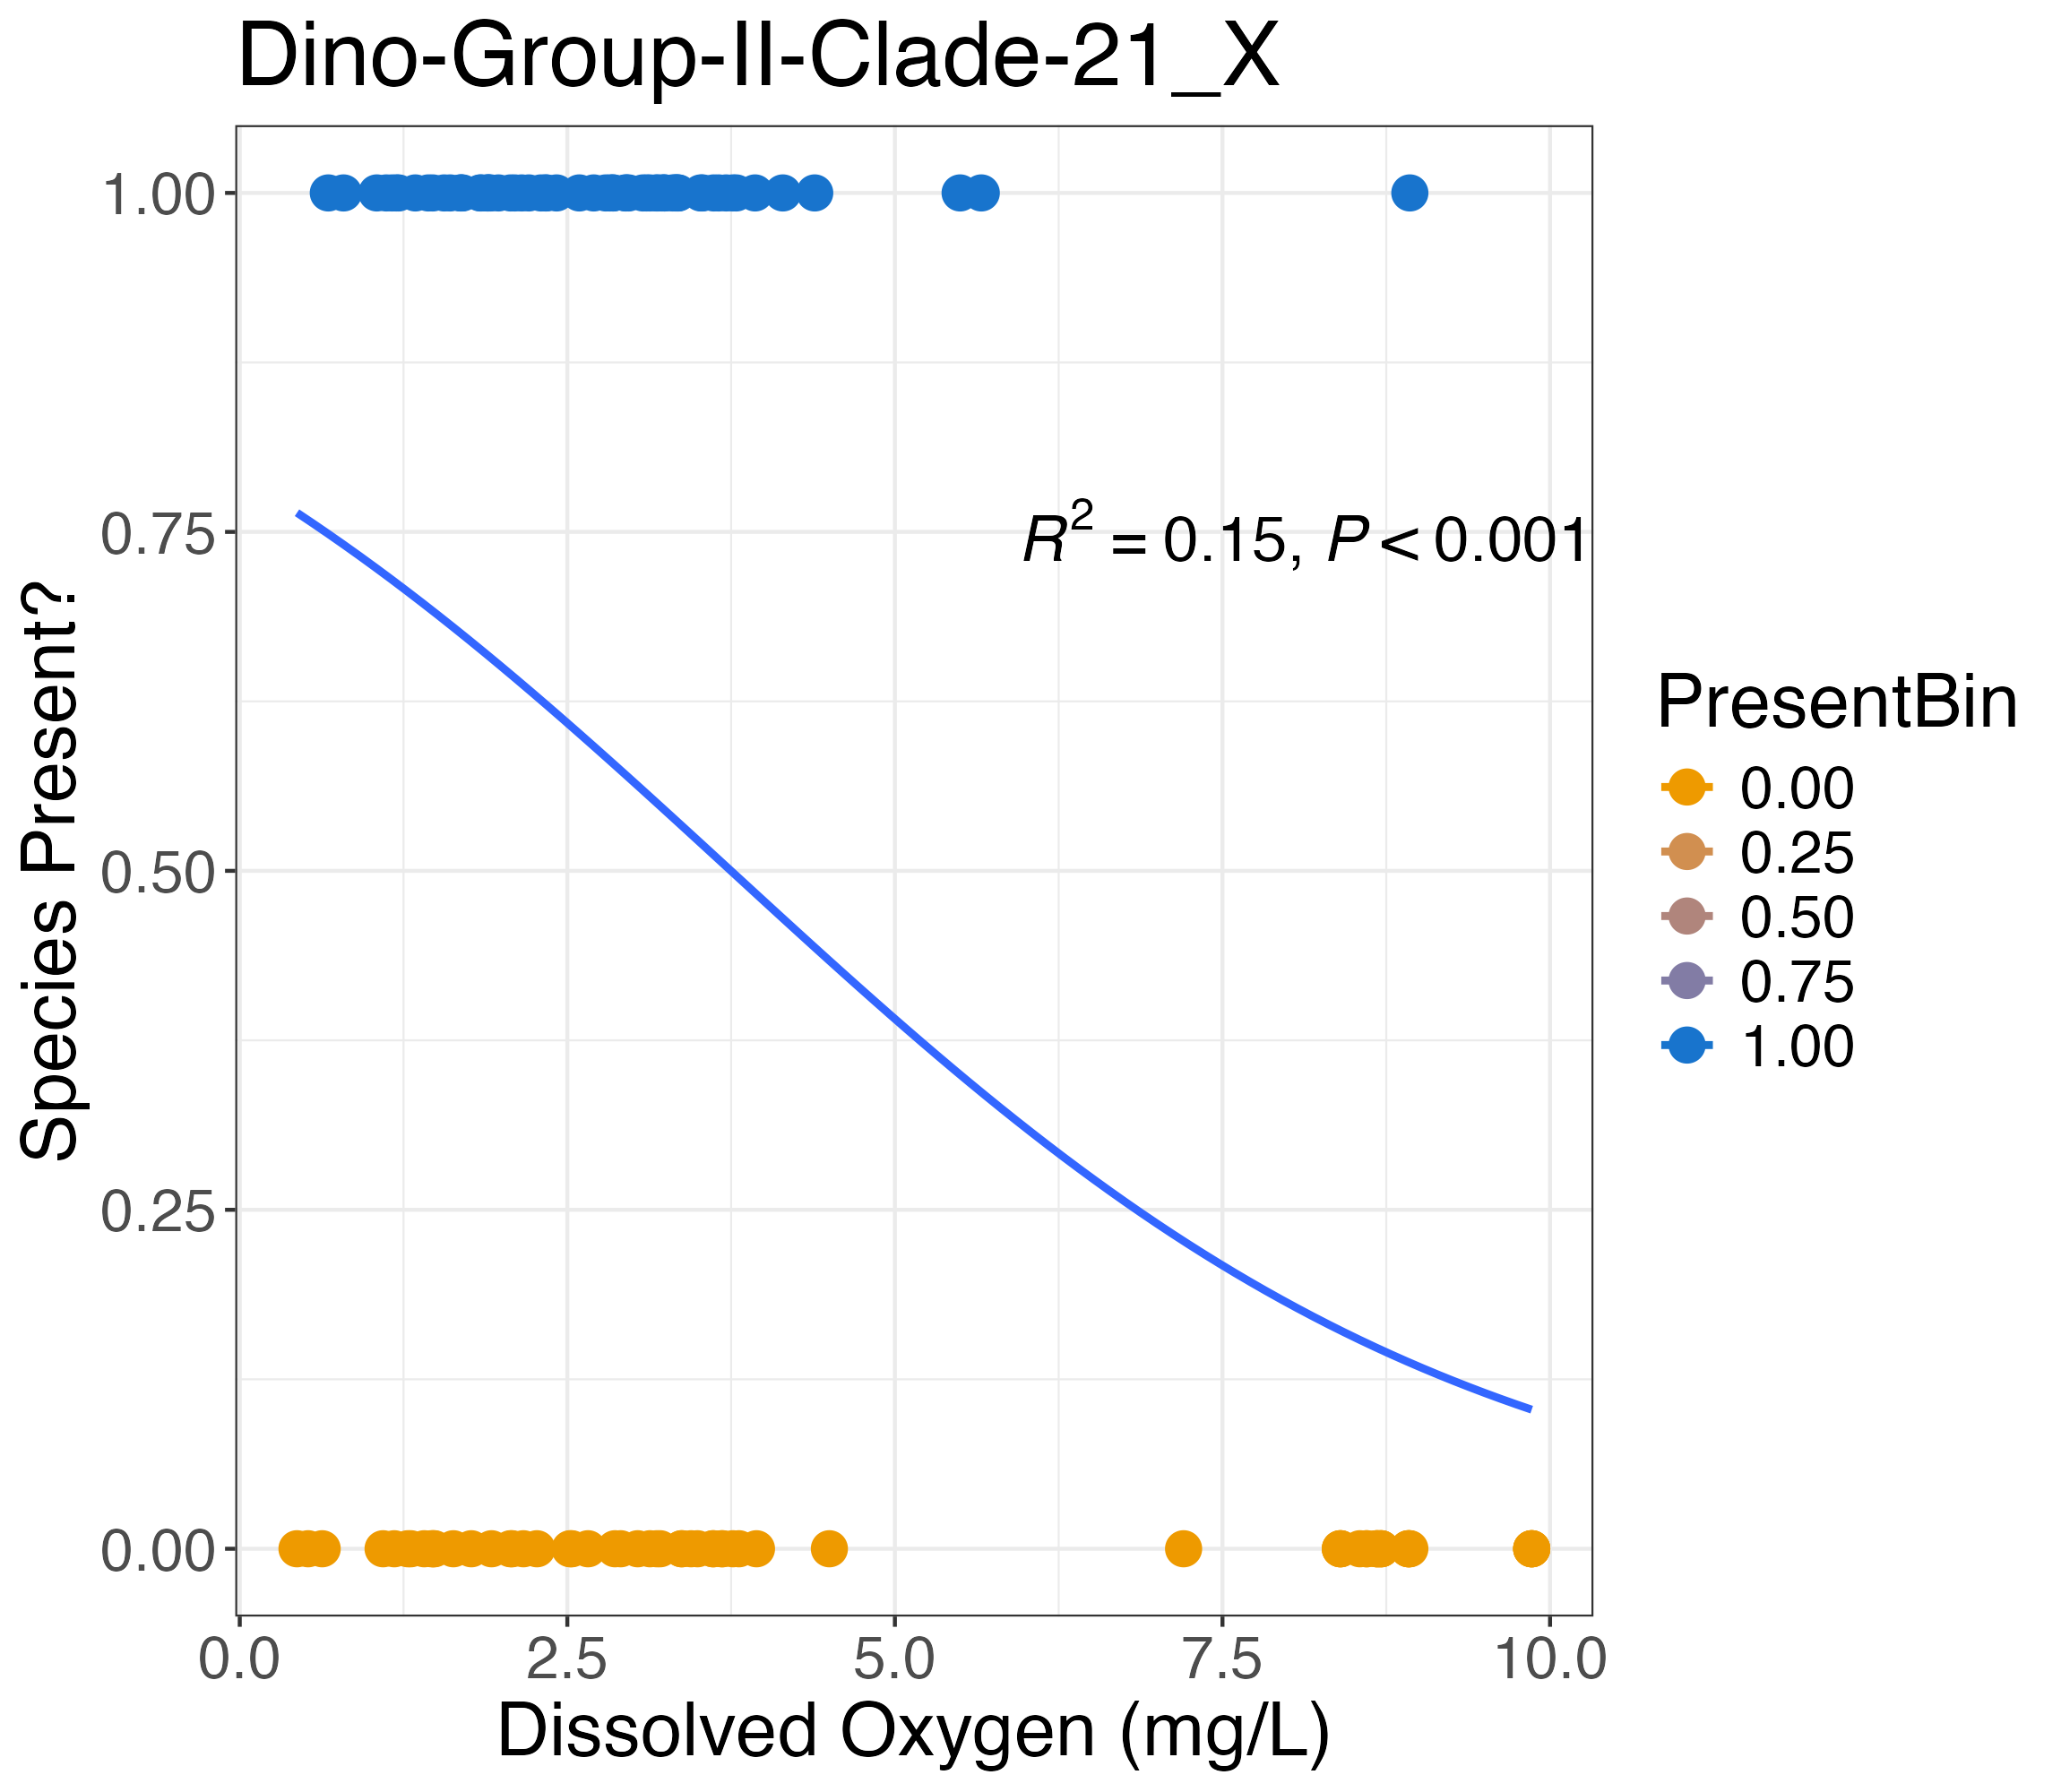 Dino-Group-II-Clade-21_X
1.00
0.75
0.50
0.25
0.00
Species Present?
R² = 0.15, P < 0.001
0.0 2.5 5.0 7.5 10.0
Dissolved Oxygen (mg/L)
PresentBin
0.00
0.25
0.50
0.75
1.00